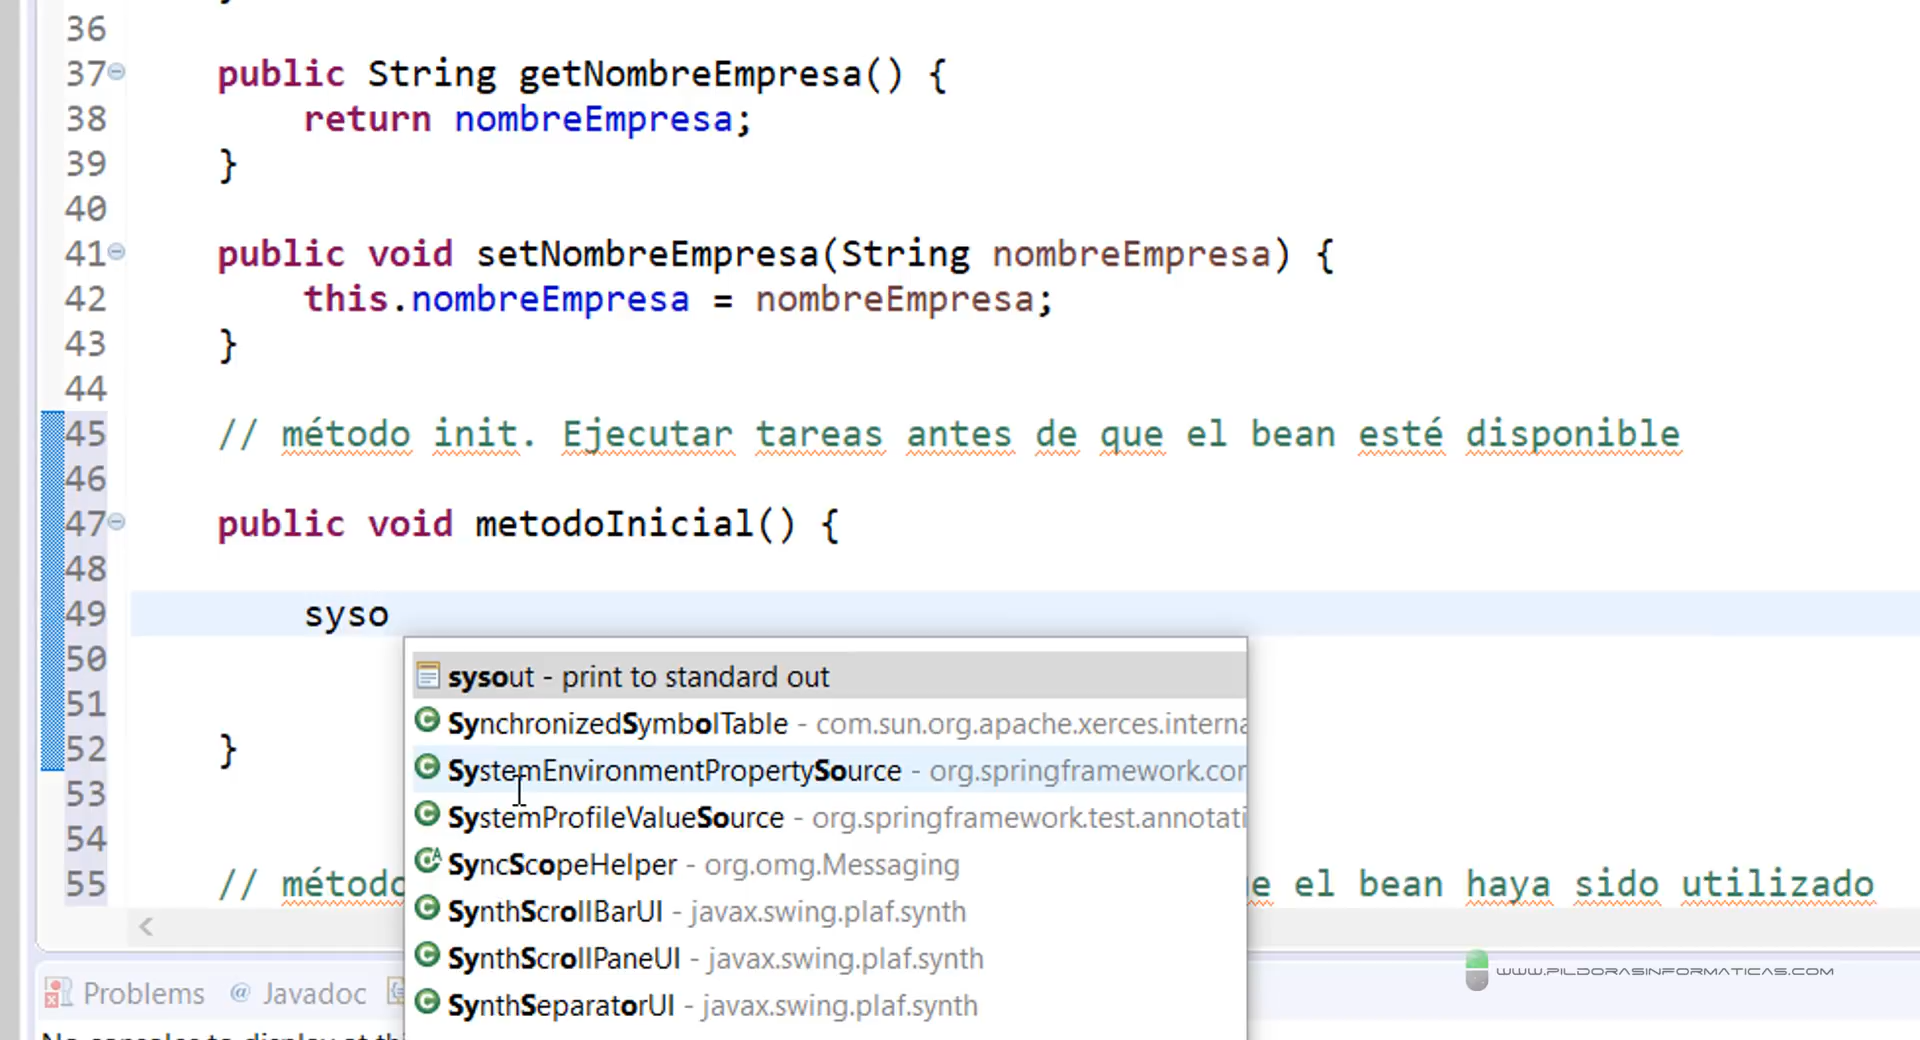 36
37 public String getNombreEmpresa() {
38 return nombreEmpresa;
39 }
40
41 public void setNombreEmpresa(String nombreEmpresa) {
42 this.nombreEmpresa = nombreEmpresa;
43 }
44
45 // método init. Ejecutar tareas antes de que el bean esté disponible
46
47 public void metodoInicial() {
48
49 syso
50 sysout - print to standard out
51 SynchronizedSymbolTable - com.sun.org.apache.xerces.interna
52 } SystemEnvironmentPropertySource - org.springframework.cor
53 SystemProfileValueSource - org.springframework.test.annotati
54 SyncScopeHelper - org.omg.Messaging
55 // método el bean haya sido utilizado
SynthScrollBarUI - javax.swing.plaf.synth
SynthScrollPaneUI - javax.swing.plaf.synth
WWW.PILDORASINFORMATICAS.COM
Problems @ Javadoc
SynthSeparatorUI - javax.swing.plaf.synth